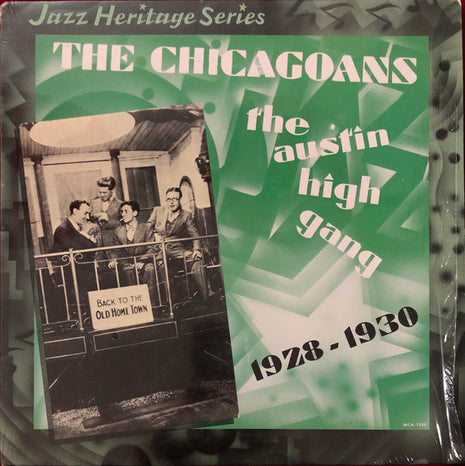 Jazz Heritage Series
THE CHICAGOANS
the
austin
high
gang
BACK TO THE
OLD HOME TOWN
1928-1930